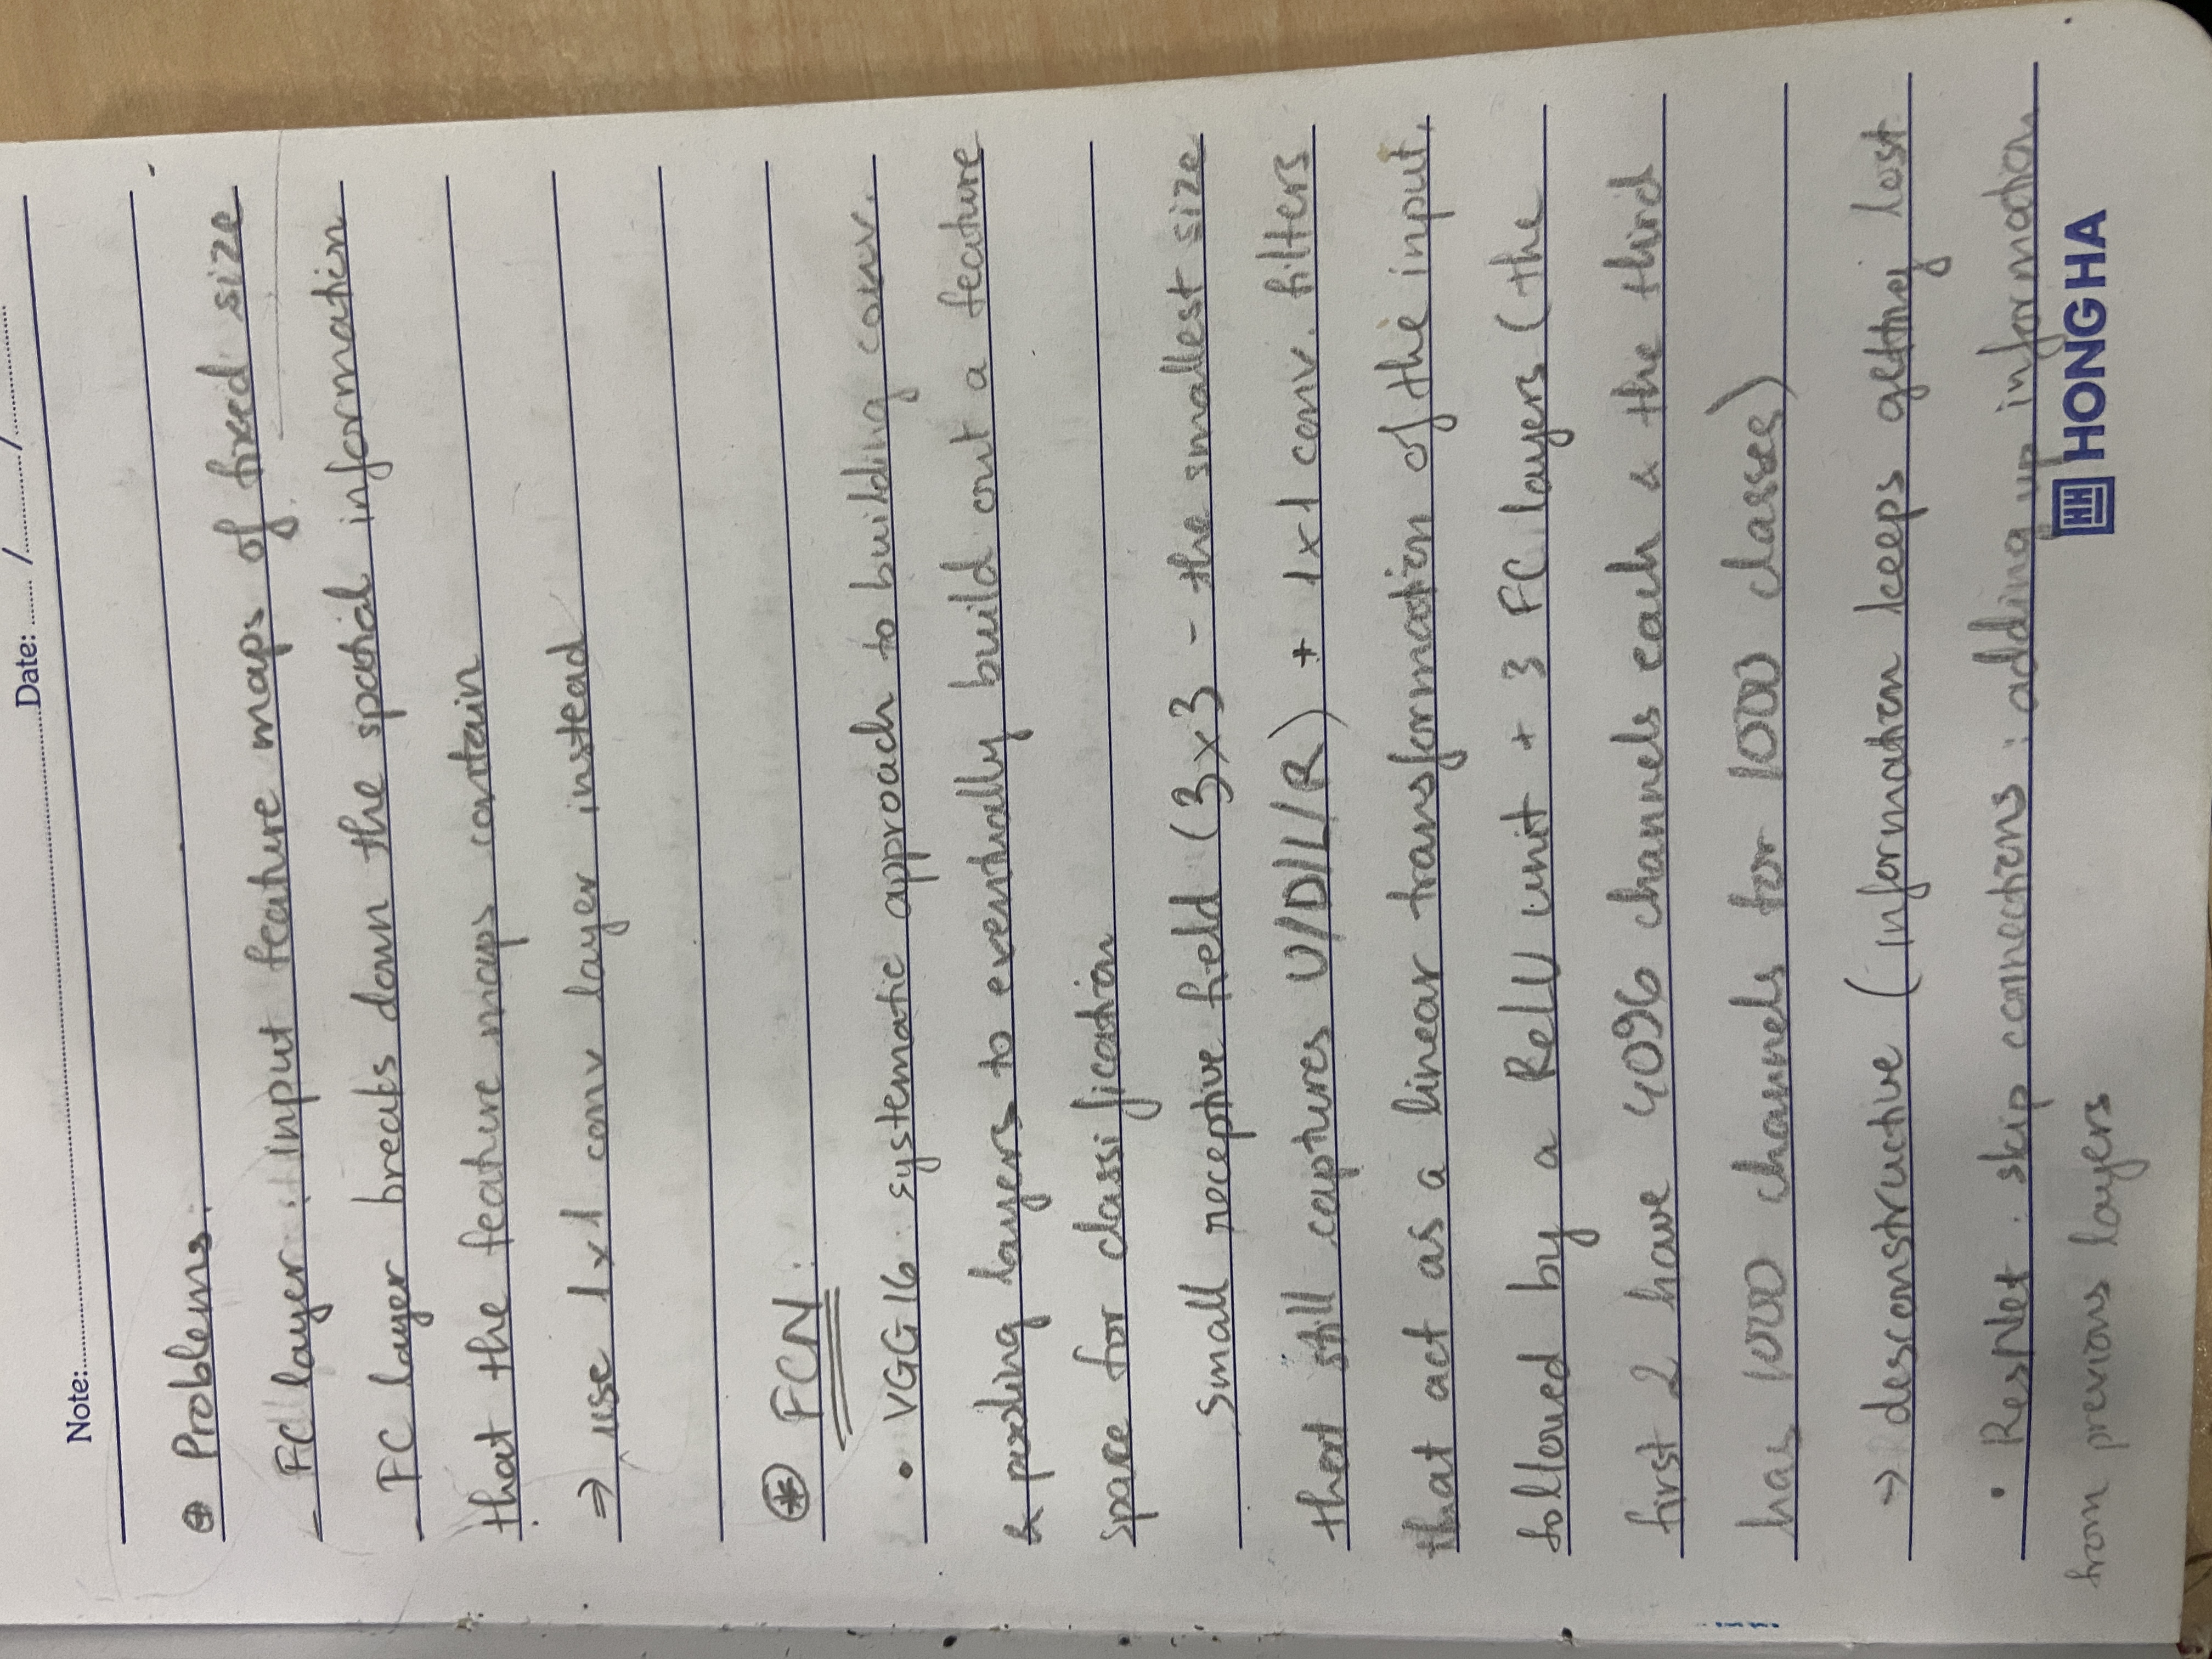 Date: ...... /............/................
Note:................................................
⊕ Problems:
- FC layer : input feature maps of fixed size
- FC layer breaks down the spatial information
that the feature maps contain
⇒ use 1x1 conv layer instead
⊛ FCN :
• VGG16 : systematic approach to building conv.
& pooling layers to eventually build out a feature
space for classification
Small receptive field (3x3 - the smallest size
that still captures U/D/L/R) + 1x1 conv. filters
that act as a linear transformation of the input,
followed by a RelU unit + 3 FC layers (the
first 2 have 4096 channels each & the third
has 1000 channels for 1000 classes)
→ desconstructive (information keeps getting lost
• ResNet : skip connections : adding up information
from previous layers
HH HONG HA